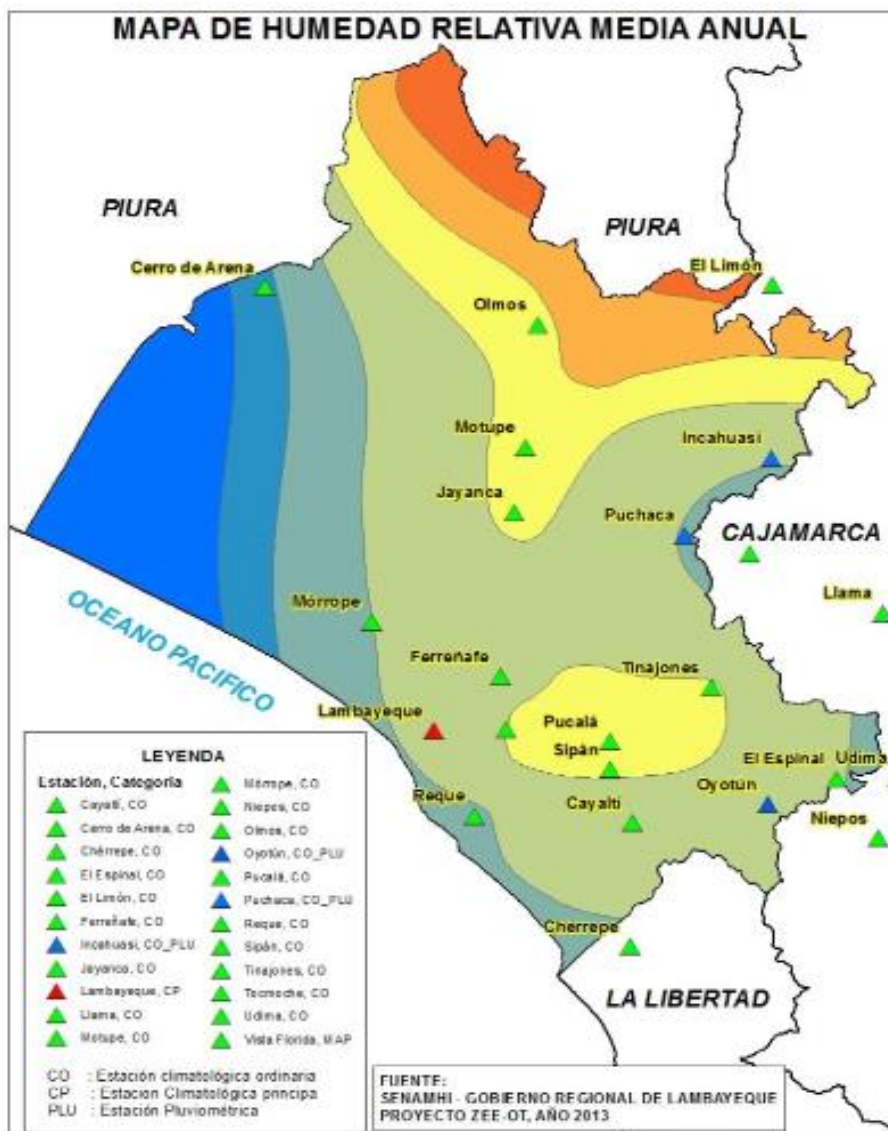 MAPA DE HUMEDAD RELATIVA MEDIA ANUAL
PIURA
PIURA
Cerro de Arena
El Limón
Olmos
Motupe
Incahuasi
Jayanca
Puchaca
CAJAMARCA
OCEANO PACIFICO
Mórrope
Llama
Ferreñafe
Tinajones
Lambayeque
Pucalá
Sipán
El Espinal
Udima
Oyotún
Reque
Cayaltí
Niepos
Chérrepe
LA LIBERTAD
LEYENDA
Estación, Categoría
Cayaltí, CO
Cerro de Arena, CO
Chérrepe, CO
El Espinal, CO
El Limón, CO
Ferreñafe, CO
Incahuasi, CO_PLU
Jayanca, CO
Lambayeque, CP
Llama, CO
Motupe, CO
Mórrope, CO
Niepos, CO
Olmos, CO
Oyotún, CO_PLU
Pucalá, CO
Puchaca, CO_PLU
Reque, CO
Sipán, CO
Tinajones, CO
Tocmoche, CO
Udima, CO
Vista Florida, MAP
CO : Estación climatológica ordinaria
CP : Estacion Climatológica principa
PLU : Estación Pluviométrica
FUENTE:
SENAMHI - GOBIERNO REGIONAL DE LAMBAYEQUE
PROYECTO ZEE-OT, AÑO 2013